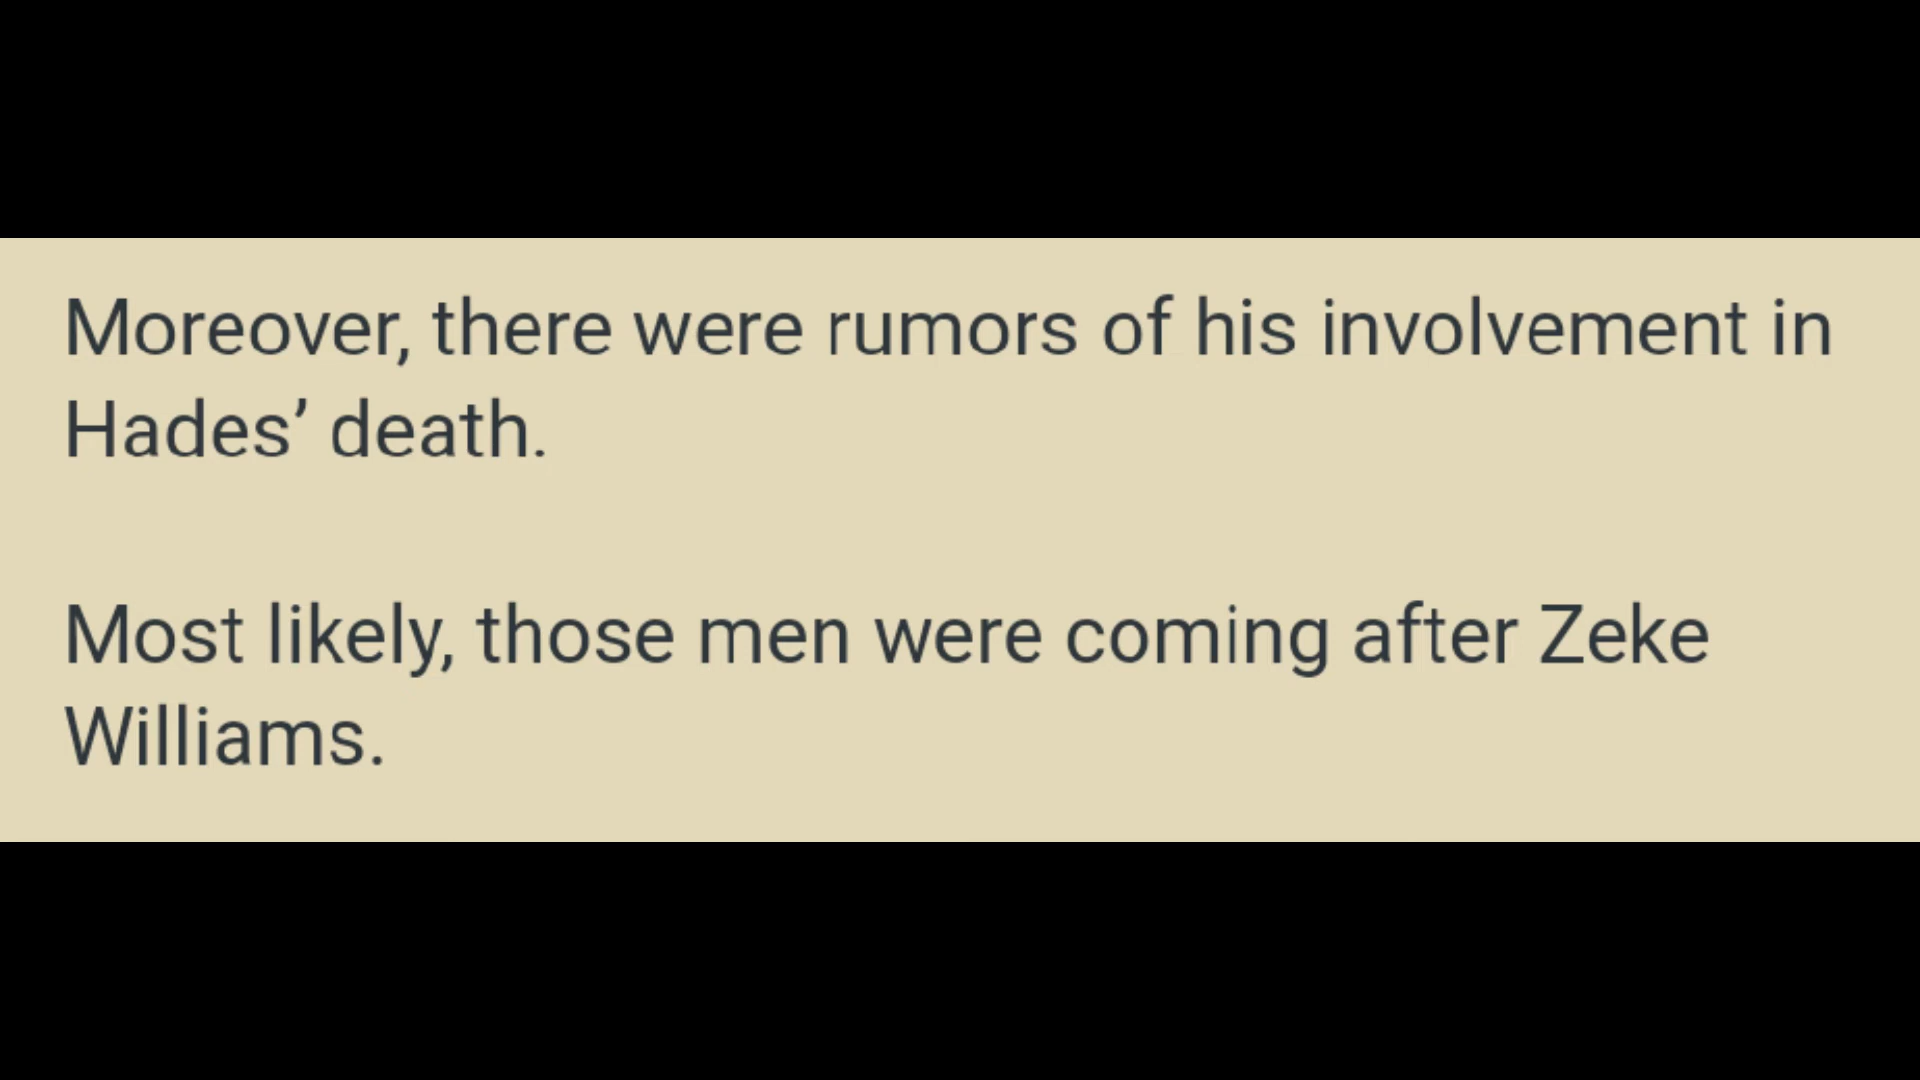 Moreover, there were rumors of his involvement in
Hades’ death.
Most likely, those men were coming after Zeke
Williams.